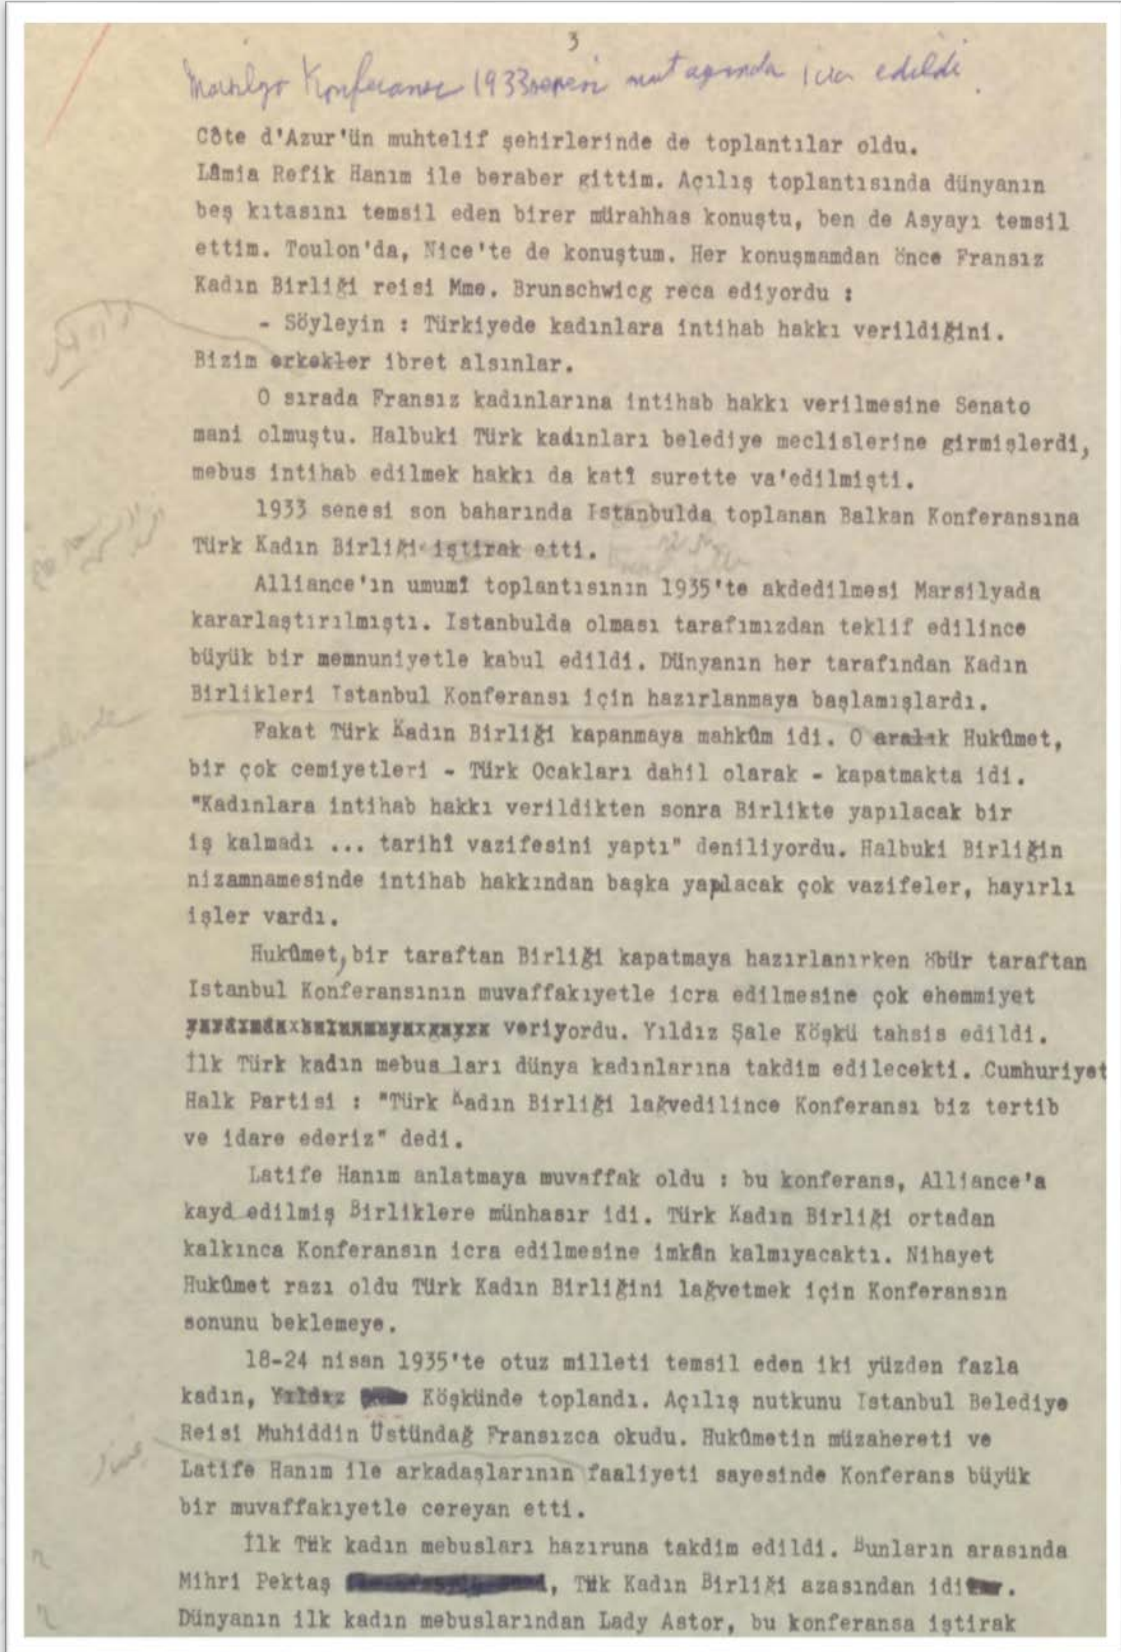 3
Konferansı 1933 senesi mart ayında icra edildi.
Côte d'Azur'ün muhtelif şehirlerinde de toplantılar oldu.
Lâmia Refik Hanım ile beraber gittim. Açılış toplantısında dünyanın
beş kıtasını temsil eden birer mürahhas konuştu, ben de Asyayı temsil
ettim. Toulon'da, Nice'te de konuştum. Her konuşmamdan önce Fransız
Kadın Birliği reisi Mme. Brunschwicg reca ediyordu :
- Söyleyin : Türkiyede kadınlara intihab hakkı verildiğini.
Bizim erkekler ibret alsınlar.
O sırada Fransız kadınlarına intihab hakkı verilmesine Senato
mani olmuştu. Halbuki Türk kadınları belediye meclislerine girmişlerdi,
mebus intihab edilmek hakkı da katî surette va'edilmişti.
1933 senesi son baharında Istanbulda toplanan Balkan Konferansına
Türk Kadın Birliği iştirak etti.
Alliance'ın umumî toplantısının 1935'te akdedilmesi Marsilyada
kararlaştırılmıştı. Istanbulda olması tarafımızdan teklif edilince
büyük bir memnuniyetle kabul edildi. Dünyanın her tarafından Kadın
Birlikleri Istanbul Konferansı için hazırlanmaya başlamışlardı.
Fakat Türk Kadın Birliği kapanmaya mahkûm idi. O aralık Hukûmet,
bir çok cemiyetleri - Türk Ocakları dahil olarak - kapatmakta idi.
"Kadınlara intihab hakkı verildikten sonra Birlikte yapılacak bir
iş kalmadı ... tarihî vazifesini yaptı" deniliyordu. Halbuki Birliğin
nizamnamesinde intihab hakkından başka yapılacak çok vazifeler, hayırlı
işler vardı.
Hukûmet, bir taraftan Birliği kapatmaya hazırlanırken öbür taraftan
Istanbul Konferansının muvaffakıyetle icra edilmesine çok ehemmiyet
veriyordu. Yıldız Şale Köşkü tahsis edildi.
İlk Türk kadın mebus ları dünya kadınlarına takdim edilecekti. Cumhuriyet
Halk Partisi : "Türk Kadın Birliği lağvedilince Konferansı biz tertib
ve idare ederiz" dedi.
Latife Hanım anlatmaya muvaffak oldu : bu konferans, Alliance'a
kayd edilmiş Birliklere münhasır idi. Türk Kadın Birliği ortadan
kalkınca Konferansın icra edilmesine imkân kalmıyacaktı. Nihayet
Hukûmet razı oldu Türk Kadın Birliğini lağvetmek için Konferansın
sonunu beklemeye.
18-24 nisan 1935'te otuz milleti temsil eden iki yüzden fazla
kadın, Yıldız Köşkünde toplandı. Açılış nutkunu Istanbul Belediye
Reisi Muhiddin Üstündağ Fransızca okudu. Hukûmetin müzahereti ve
Latife Hanım ile arkadaşlarının faaliyeti sayesinde Konferans büyük
bir muvaffakıyetle cereyan etti.
İlk Tük kadın mebusları hazıruna takdim edildi. Bunların arasında
Mihri Pektaş , Tük Kadın Birliği azasından idi .
Dünyanın ilk kadın mebuslarından Lady Astor, bu konferansa iştirak